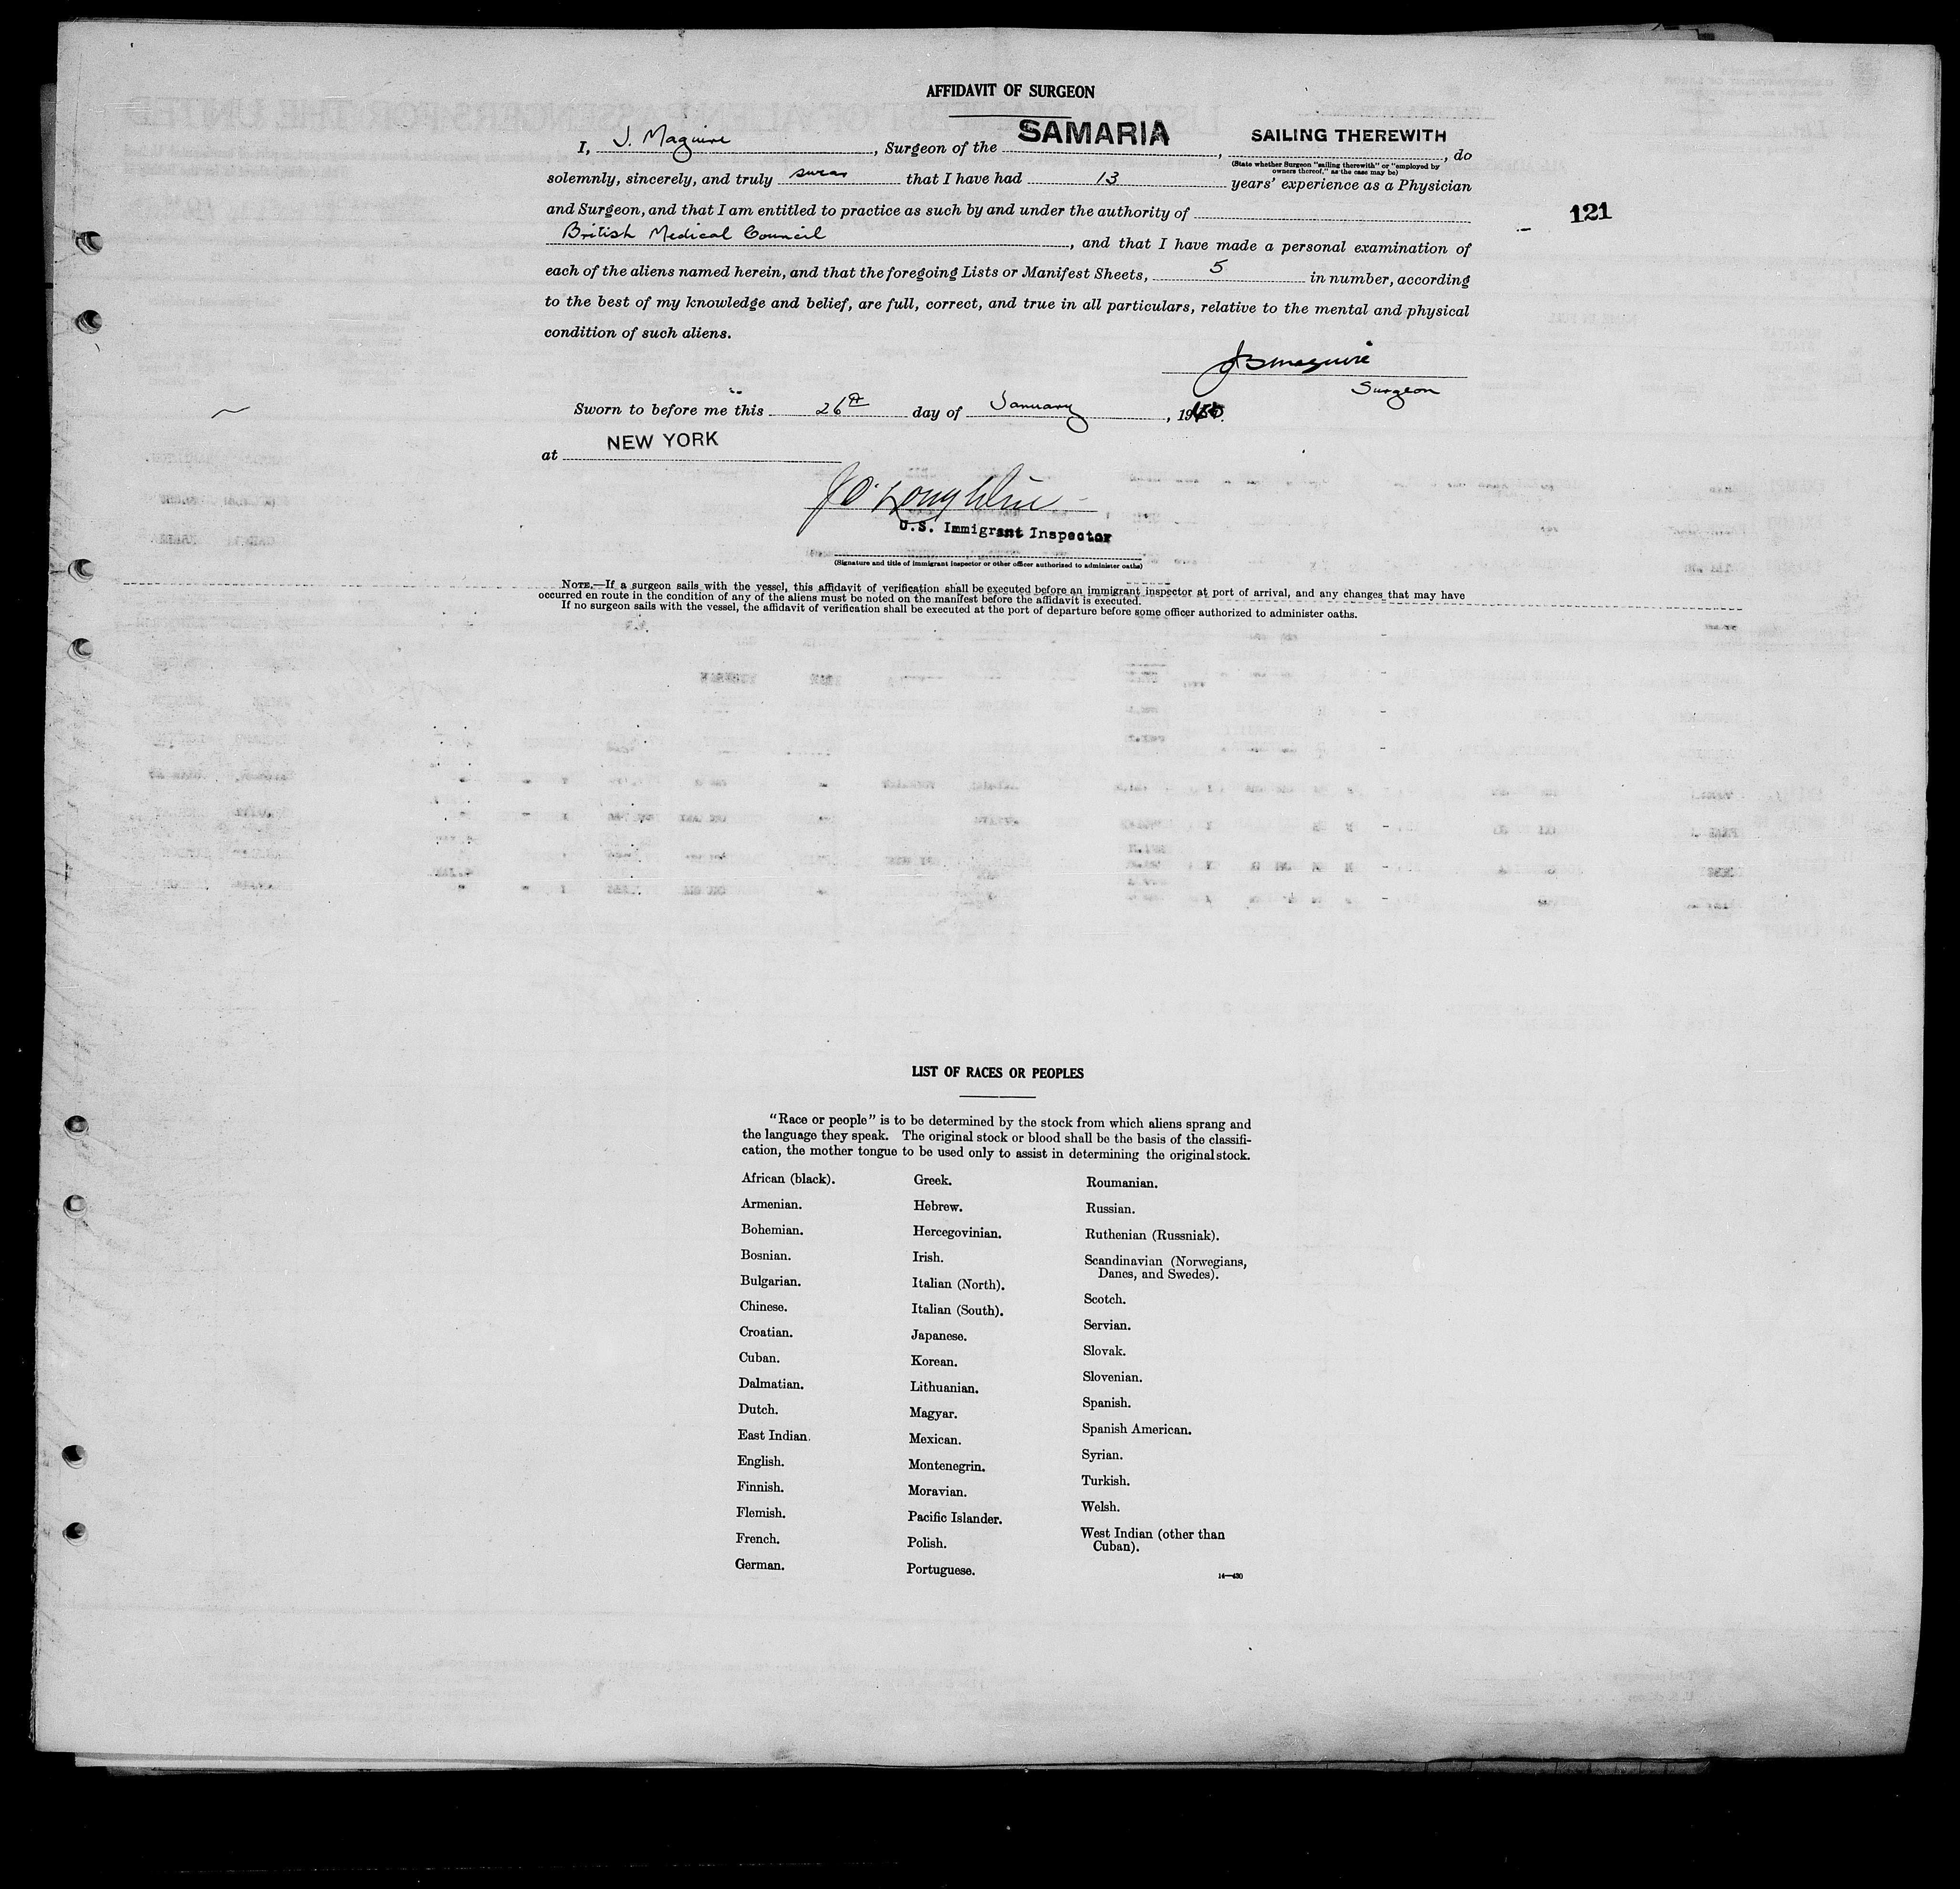 AFFIDAVIT OF SURGEON
I, J. Maguire, Surgeon of the SAMARIA, SAILING THEREWITH, do
(State whether Surgeon "sailing therewith" or "employed by
owners thereof," as the case may be)
solemnly, sincerely, and truly swear that I have had 13 years' experience as a Physician
and Surgeon, and that I am entitled to practice as such by and under the authority of
121
British Medical Council, and that I have made a personal examination of
each of the aliens named herein, and that the foregoing Lists or Manifest Sheets, 5 in number, according
to the best of my knowledge and belief, are full, correct, and true in all particulars, relative to the mental and physical
condition of such aliens.
J B Maguire
Surgeon
Sworn to before me this 26th day of January, 19
at NEW YORK
U.S. Immigrant Inspector
(Signature and title of immigrant inspector or other officer authorized to administer oaths)
NOTE.—If a surgeon sails with the vessel, this affidavit of verification shall be executed before an immigrant inspector at port of arrival, and any changes that may have
occurred en route in the condition of any of the aliens must be noted on the manifest before the affidavit is executed.
If no surgeon sails with the vessel, the affidavit of verification shall be executed at the port of departure before some officer authorized to administer oaths.
LIST OF RACES OR PEOPLES
"Race or people" is to be determined by the stock from which aliens sprang and
the language they speak. The original stock or blood shall be the basis of the classifi-
cation, the mother tongue to be used only to assist in determining the original stock.
African (black).
Armenian.
Bohemian.
Bosnian.
Bulgarian.
Chinese.
Croatian.
Cuban.
Dalmatian.
Dutch.
East Indian.
English.
Finnish.
Flemish.
French.
German.
Greek.
Hebrew.
Hercegovinian.
Irish.
Italian (North).
Italian (South).
Japanese.
Korean.
Lithuanian.
Magyar.
Mexican.
Montenegrin.
Moravian.
Pacific Islander.
Polish.
Portuguese.
Roumanian.
Russian.
Ruthenian (Russniak).
Scandinavian (Norwegians,
Danes, and Swedes).
Scotch.
Servian.
Slovak.
Slovenian.
Spanish.
Spanish American.
Syrian.
Turkish.
Welsh.
West Indian (other than
Cuban).
14—430